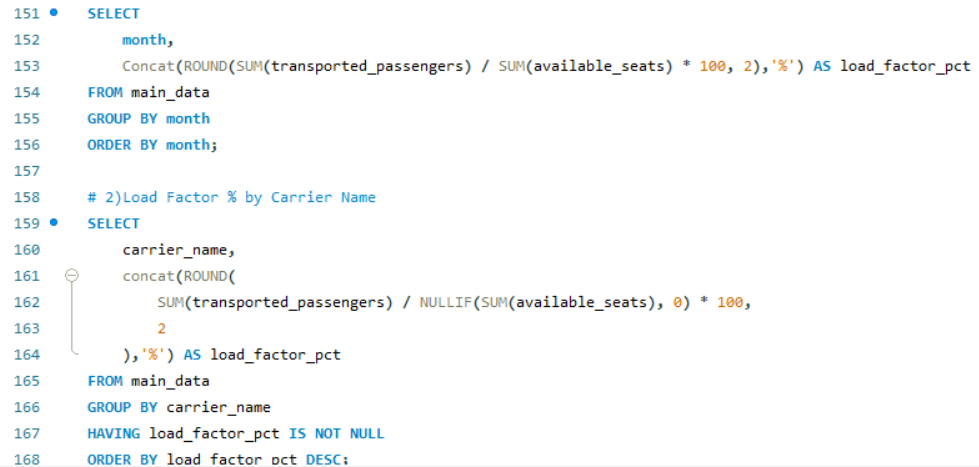 151 SELECT
152 month,
153 Concat(ROUND(SUM(transported_passengers) / SUM(available_seats) * 100, 2),'%') AS load_factor_pct
154 FROM main_data
155 GROUP BY month
156 ORDER BY month;
157
158 # 2)Load Factor % by Carrier Name
159 SELECT
160 carrier_name,
161 concat(ROUND(
162 SUM(transported_passengers) / NULLIF(SUM(available_seats), 0) * 100,
163 2
164 ),'%') AS load_factor_pct
165 FROM main_data
166 GROUP BY carrier_name
167 HAVING load_factor_pct IS NOT NULL
168 ORDER BY load_factor_pct DESC;